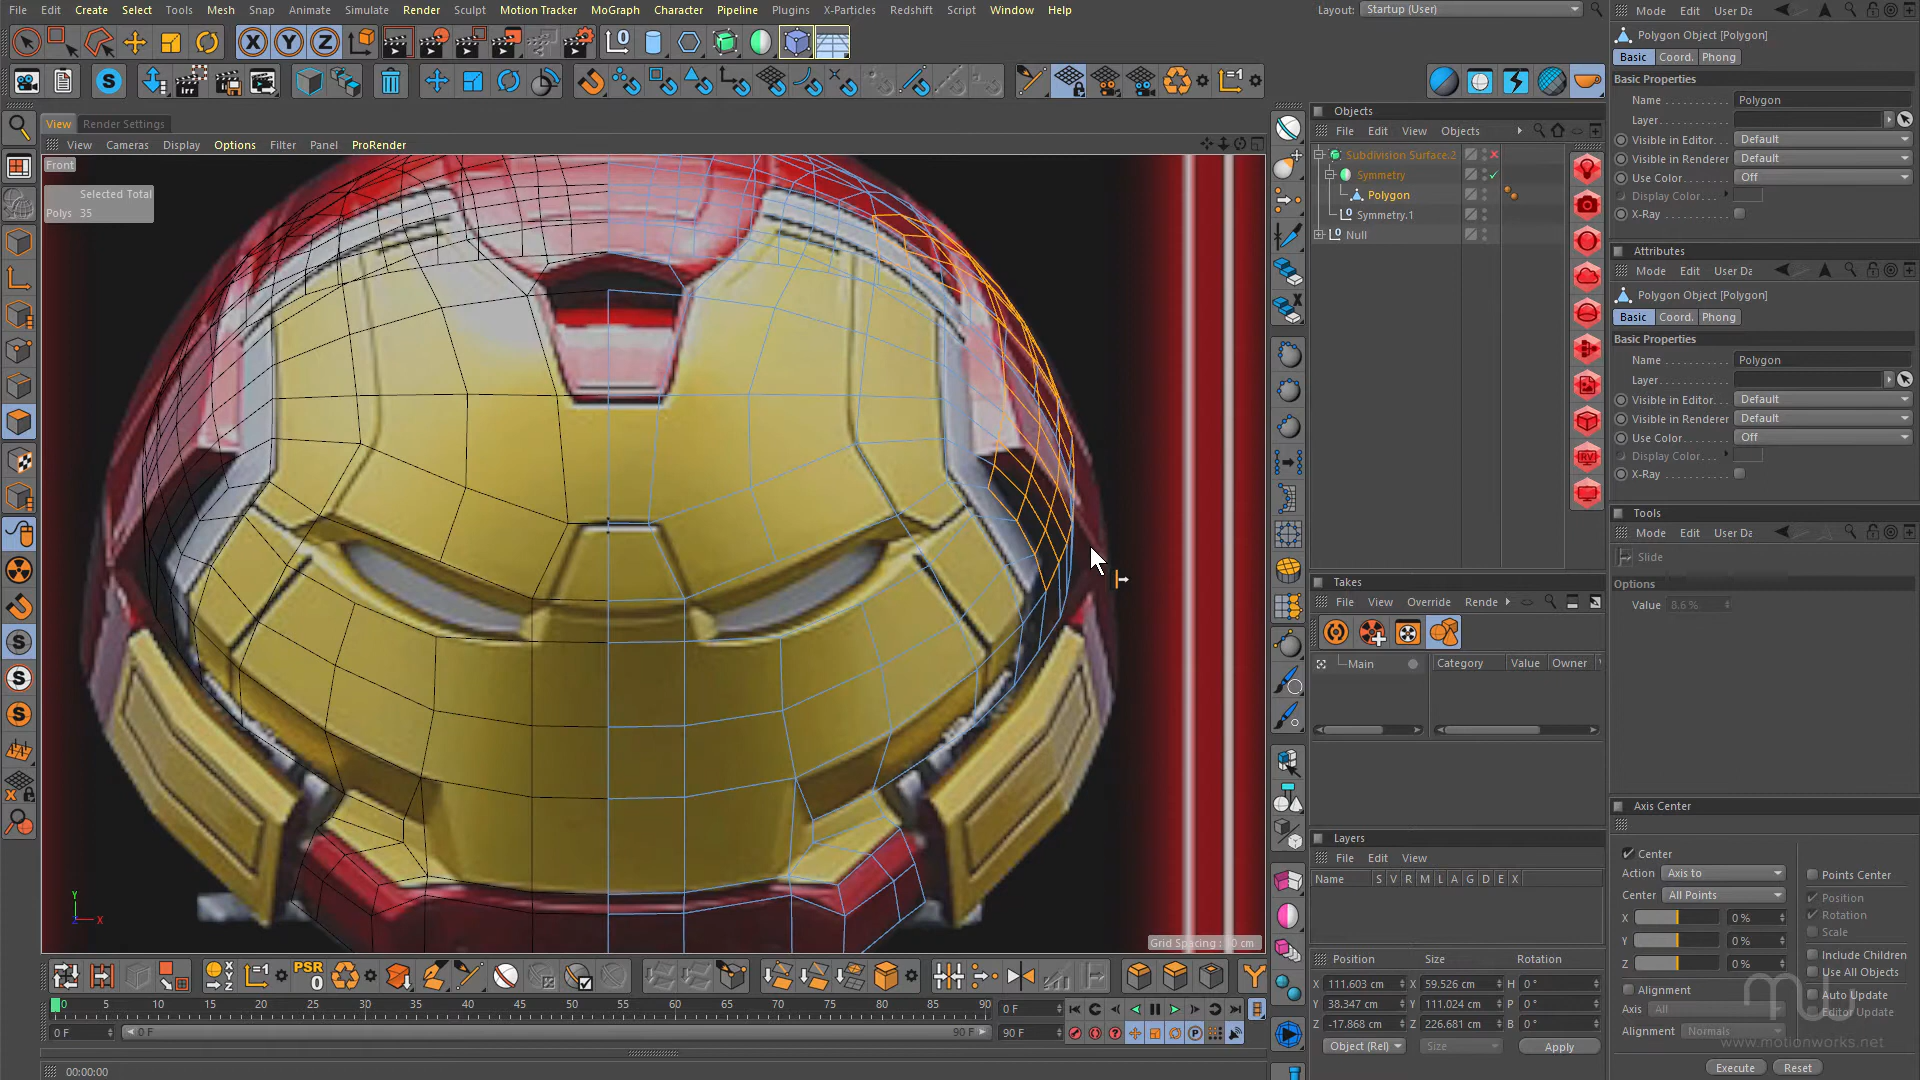 File Edit Create Select Tools Mesh Snap Animate Simulate Render Sculpt Motion Tracker MoGraph Character Pipeline Plugins X-Particles Redshift Script Window Help
Layout: Startup (User)
Mode Edit User Da
Polygon Object [Polygon]
Basic Coord. Phong
Basic Properties
Name Polygon
Layer
Visible in Editor Default
Visible in Renderer Default
Use Color Off
Display Color
X-Ray
View Render Settings
View Cameras Display Options Filter Panel ProRender
Front
Selected Total
Polys 35
Grid Spacing : 50 cm
Objects
File Edit View Objects
Subdivision Surface.2
Symmetry
Polygon
Symmetry.1
Null
Attributes
Mode Edit User Da
Polygon Object [Polygon]
Basic Coord. Phong
Basic Properties
Name Polygon
Layer
Visible in Editor Default
Visible in Renderer Default
Use Color Off
Display Color
X-Ray
Tools
Mode Edit User Da
Slide
Options
Value 8.6 %
Takes
File View Override Rende
Main
Category Value Owner
Layers
File Edit View
Name S V R M L A G D E X
Axis Center
Center
Action Axis to
Center All Points
X 0 %
Y 0 %
Z 0 %
Points Center
Position
Rotation
Scale
Include Children
Use All Objects
Auto Update
Editor Update
Alignment
Axis All
Alignment Normals
Execute Reset
www.motionworks.net
Position Size Rotation
X 111.603 cm X 59.526 cm H 0 °
Y 38.347 cm Y 111.024 cm P 0 °
Z -17.868 cm Z 226.681 cm B 0 °
Object (Rel) Size Apply
PSR
0
0 5 10 15 20 25 30 35 40 45 50 55 60 65 70 75 80 85 90
0 F
0 F 0 F 90 F 90 F
00:00:00
X Y Z